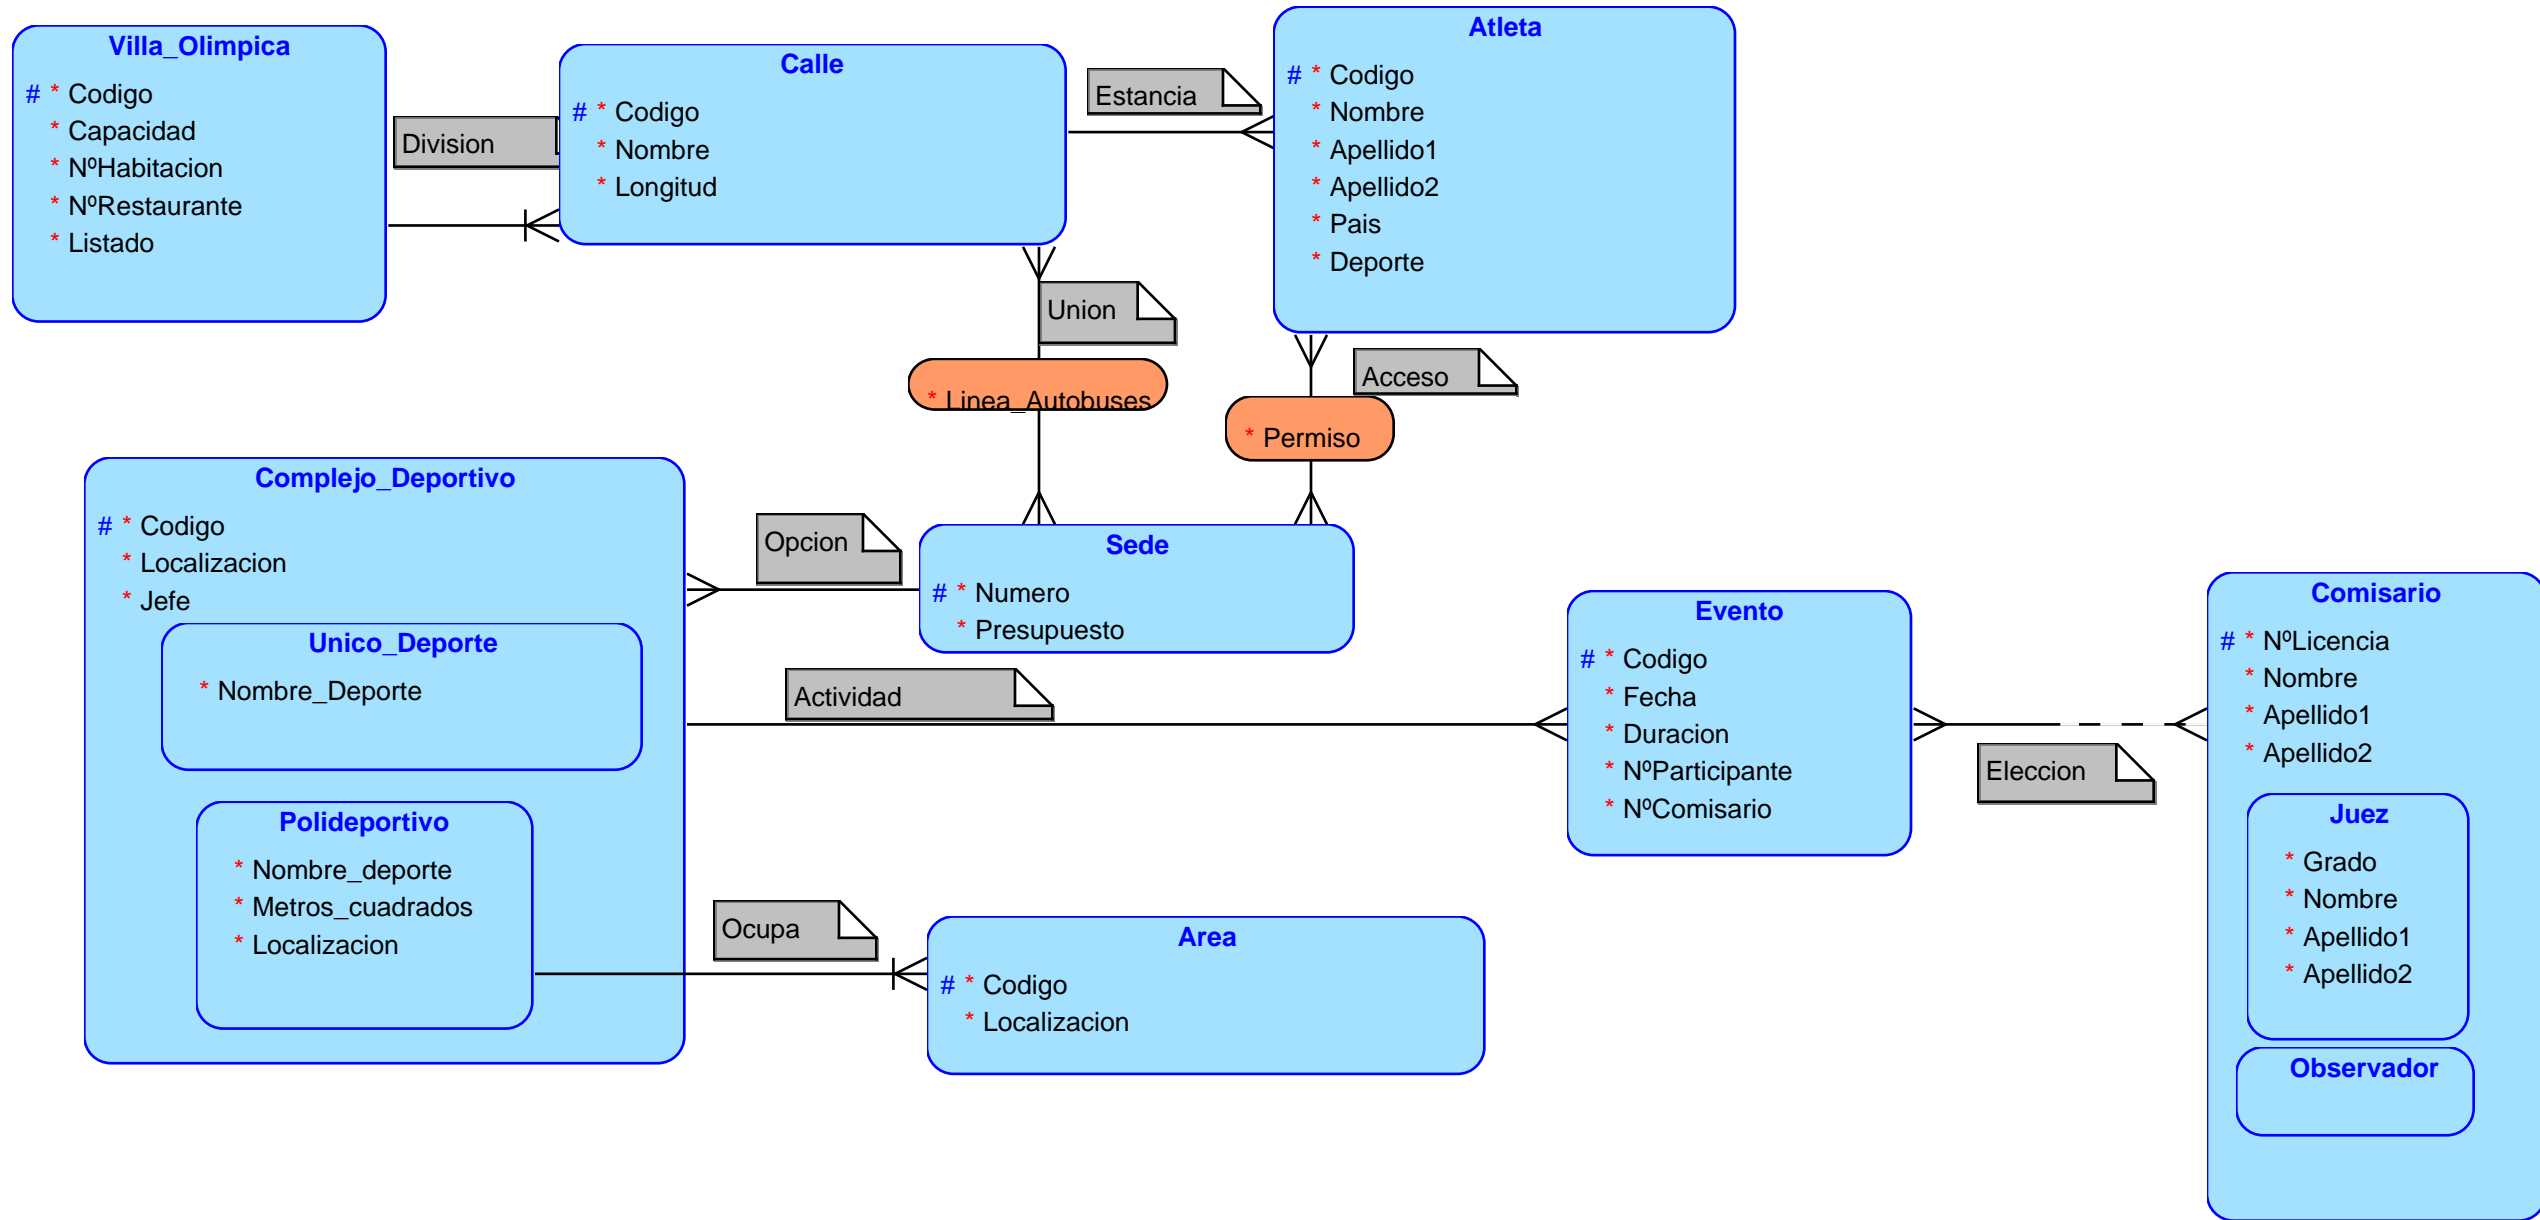 Villa_Olimpica
# * Codigo
* Capacidad
* NºHabitacion
* NºRestaurante
* Listado
Division
Calle
# * Codigo
* Nombre
* Longitud
Estancia
Atleta
# * Codigo
* Nombre
* Apellido1
* Apellido2
* Pais
* Deporte
Union
* Linea_Autobuses
Acceso
* Permiso
Complejo_Deportivo
# * Codigo
* Localizacion
* Jefe
Unico_Deporte
* Nombre_Deporte
Polideportivo
* Nombre_deporte
* Metros_cuadrados
* Localizacion
Opcion
Sede
# * Numero
* Presupuesto
Actividad
Evento
# * Codigo
* Fecha
* Duracion
* NºParticipante
* NºComisario
Eleccion
Comisario
# * NºLicencia
* Nombre
* Apellido1
* Apellido2
Juez
* Grado
* Nombre
* Apellido1
* Apellido2
Observador
Ocupa
Area
# * Codigo
* Localizacion